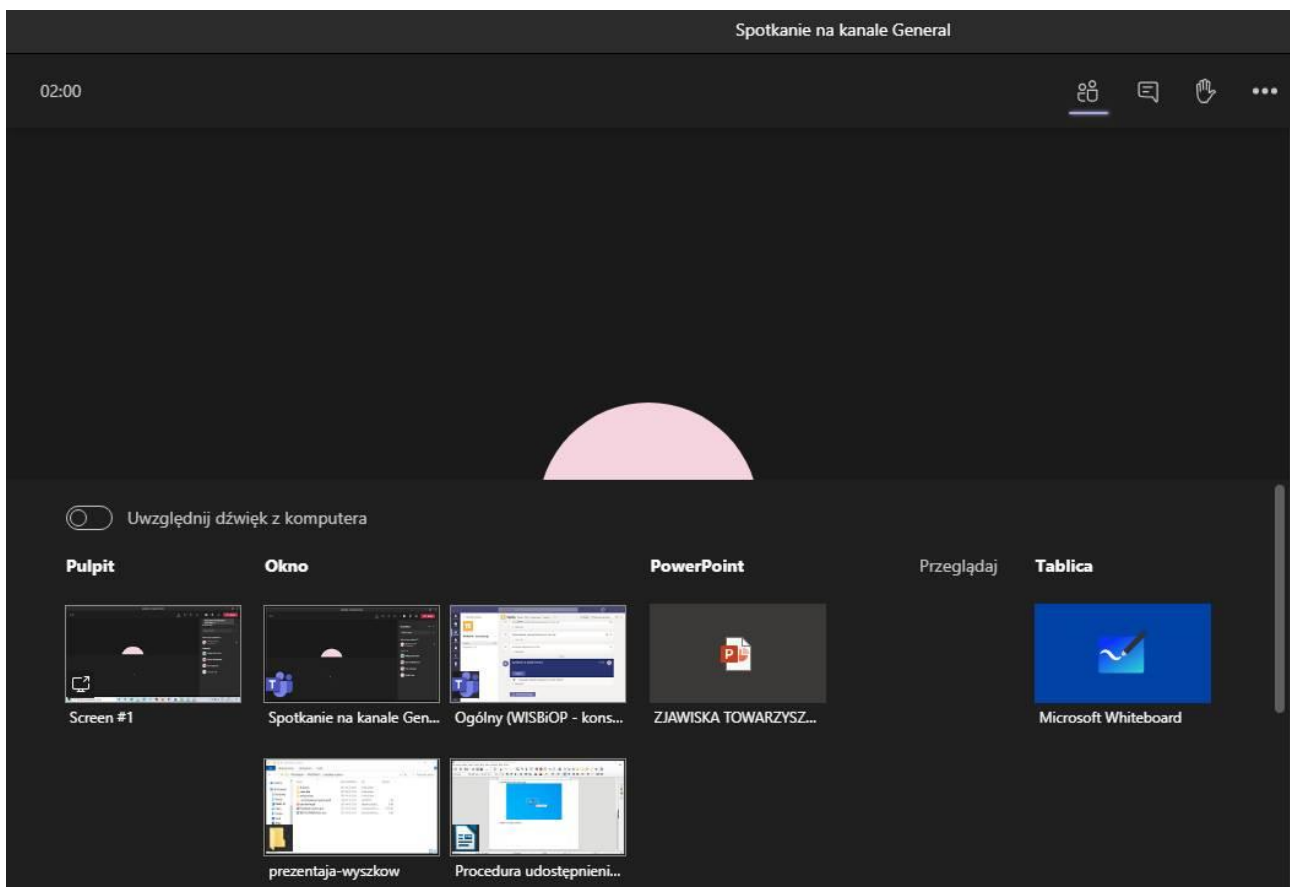 Spotkanie na kanale General
02:00
Uwzględnij dźwięk z komputera
Pulpit Okno PowerPoint Przeglądaj Tablica
Screen #1 Spotkanie na kanale Gen... Ogólny (WISBiOP - kons... ZJAWISKA TOWARZYSZ... Microsoft Whiteboard
prezentaja-wyszkow Procedura udostępnieni...